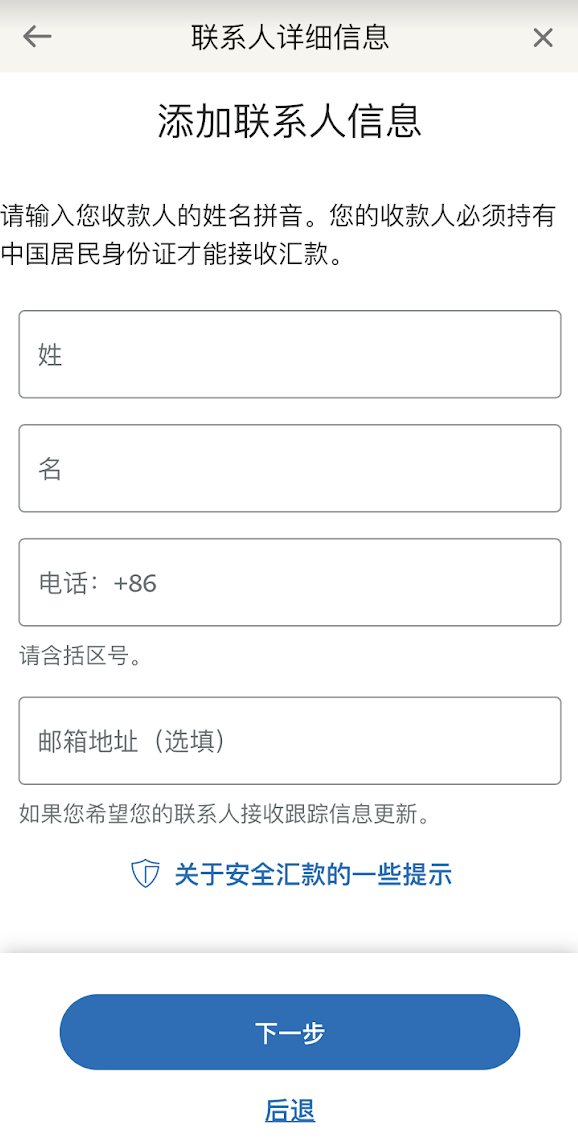 联系人详细信息
添加联系人信息
请输入您收款人的姓名拼音。您的收款人必须持有
中国居民身份证才能接收汇款。
姓
名
电话：+86
请含括区号。
邮箱地址（选填）
如果您希望您的联系人接收跟踪信息更新。
关于安全汇款的一些提示
下一步
后退